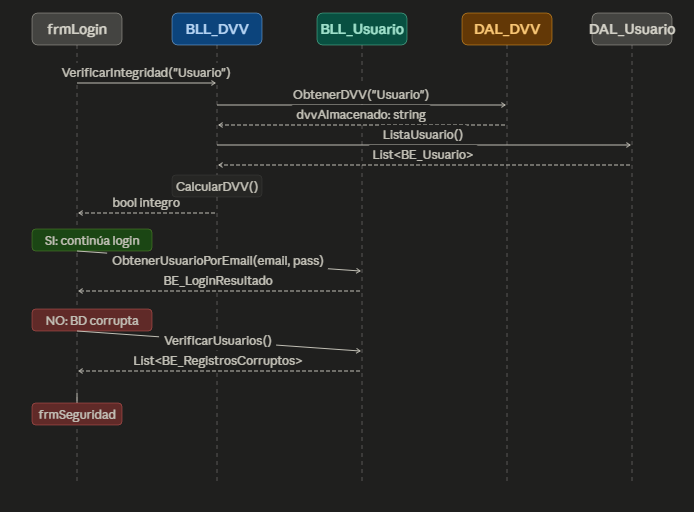 frmLogin
BLL_DVV
BLL_Usuario
DAL_DVV
DAL_Usuario
VerificarIntegridad("Usuario")
ObtenerDVV("Usuario")
dvvAlmacenado: string
ListaUsuario()
List<BE_Usuario>
CalcularDVV()
bool integro
SI: continúa login
ObtenerUsuarioPorEmail(email, pass)
BE_LoginResultado
NO: BD corrupta
VerificarUsuarios()
List<BE_RegistrosCorruptos>
frmSeguridad